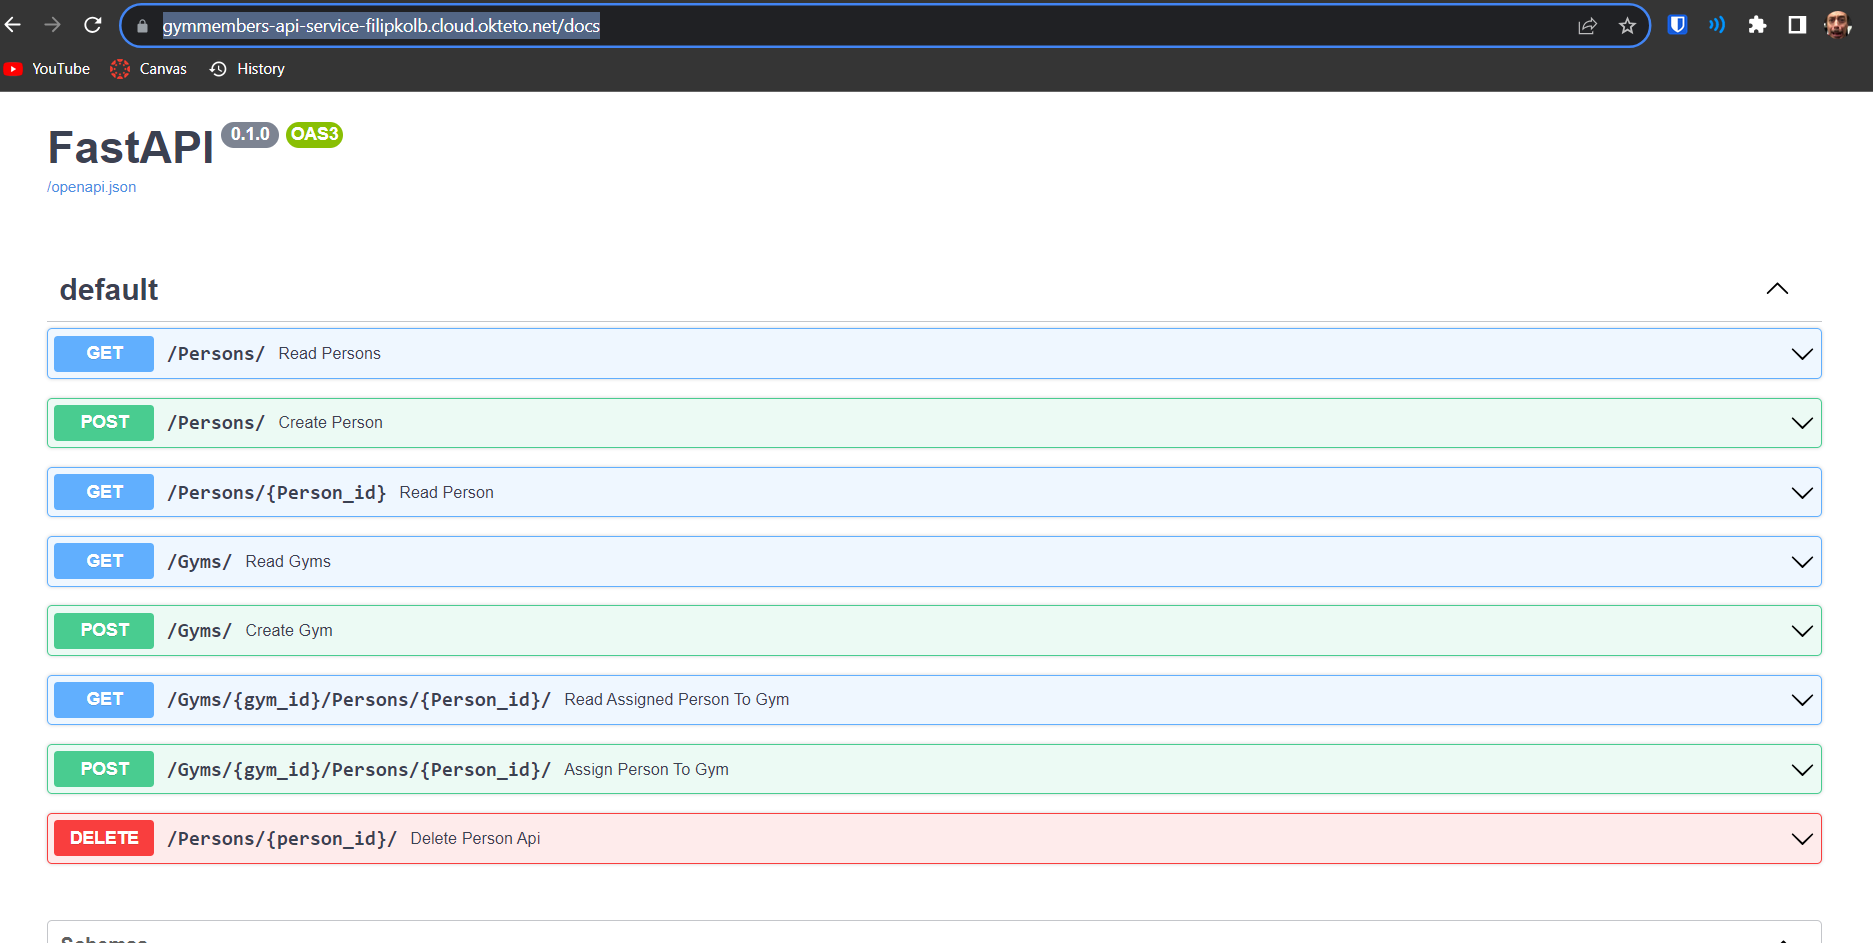 gymmembers-api-service-filipkolb.cloud.okteto.net/docs
YouTube Canvas History
FastAPI 0.1.0 OAS3
/openapi.json
default
GET /Persons/ Read Persons
POST /Persons/ Create Person
GET /Persons/{Person_id} Read Person
GET /Gyms/ Read Gyms
POST /Gyms/ Create Gym
GET /Gyms/{gym_id}/Persons/{Person_id}/ Read Assigned Person To Gym
POST /Gyms/{gym_id}/Persons/{Person_id}/ Assign Person To Gym
DELETE /Persons/{person_id}/ Delete Person Api
Schemas